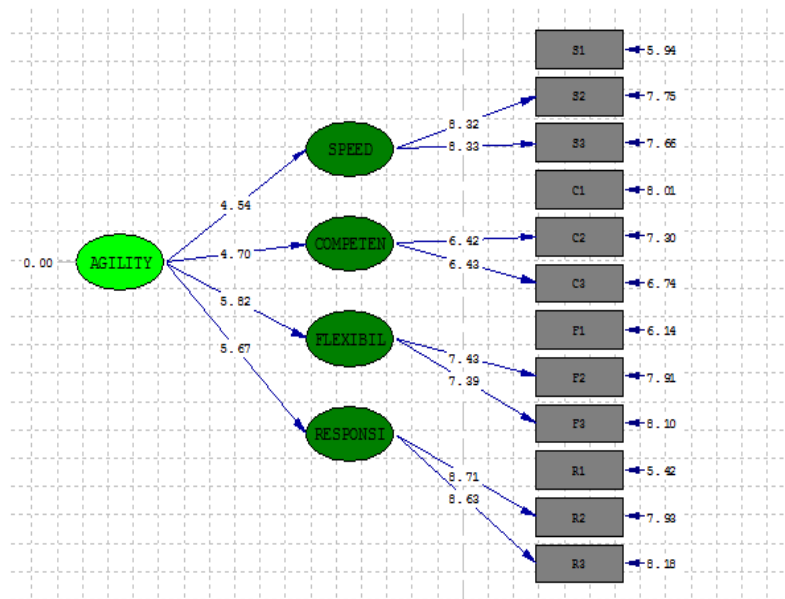 S1
5.94
S2
7.75
8.32
S3
7.66
8.33
SPEED
C1
8.01
4.54
C2
7.30
6.42
COMPETEN
4.70
6.43
0.00
AGILITY
C3
6.74
5.82
F1
6.14
FLEXIBIL
5.67
7.43
F2
7.91
7.39
F3
8.10
RESPONSI
R1
5.42
8.71
8.63
R2
7.93
R3
8.18